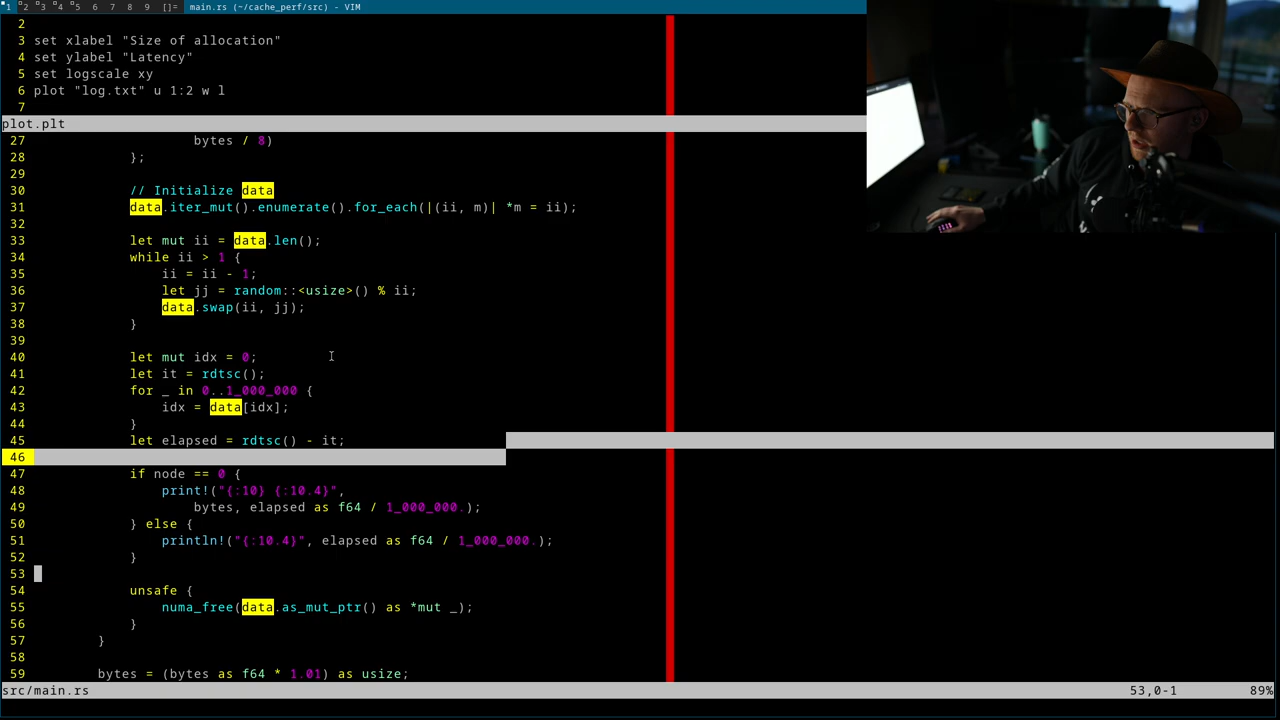 1 2 3 4 5 6 7 8 9 []= main.rs (~/cache_perf/src) - VIM
2
3 set xlabel "Size of allocation"
4 set ylabel "Latency"
5 set logscale xy
6 plot "log.txt" u 1:2 w l
7
plot.plt
27 bytes / 8)
28 };
29
30 // Initialize data
31 data.iter_mut().enumerate().for_each(|(ii, m)| *m = ii);
32
33 let mut ii = data.len();
34 while ii > 1 {
35 ii = ii - 1;
36 let jj = random::<usize>() % ii;
37 data.swap(ii, jj);
38 }
39
40 let mut idx = 0;
41 let it = rdtsc();
42 for _ in 0..1_000_000 {
43 idx = data[idx];
44 }
45 let elapsed = rdtsc() - it;
46
47 if node == 0 {
48 print!("{:10} {:10.4}",
49 bytes, elapsed as f64 / 1_000_000.);
50 } else {
51 println!("{:10.4}", elapsed as f64 / 1_000_000.);
52 }
53
54 unsafe {
55 numa_free(data.as_mut_ptr() as *mut _);
56 }
57 }
58
59 bytes = (bytes as f64 * 1.01) as usize;
src/main.rs 53,0-1 89%